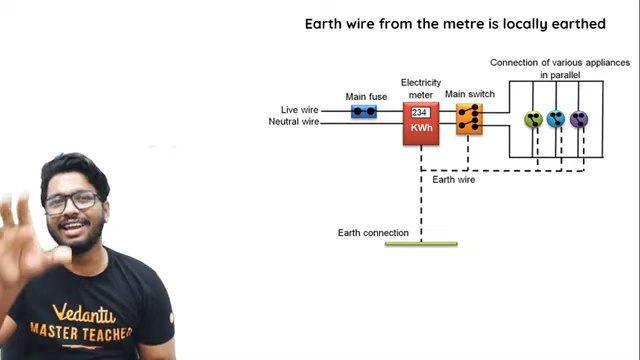 Earth wire from the metre is locally earthed
Connection of various appliances
in parallel
Electricity
meter
Main switch
Main fuse
Live wire
Neutral wire
234
KWh
Earth wire
Earth connection
Vedantu
MASTER TEACHER